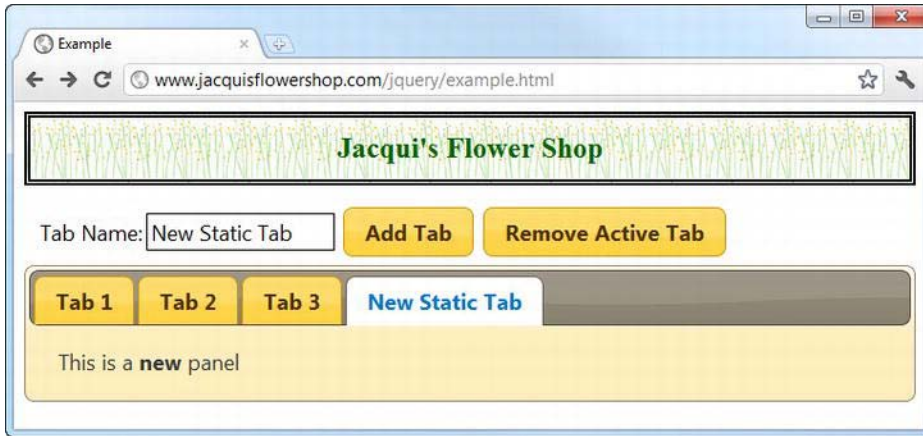 Example
www.jacquisflowershop.com/jquery/example.html
Jacqui's Flower Shop
Tab Name: New Static Tab Add Tab Remove Active Tab
Tab 1 Tab 2 Tab 3 New Static Tab
This is a new panel